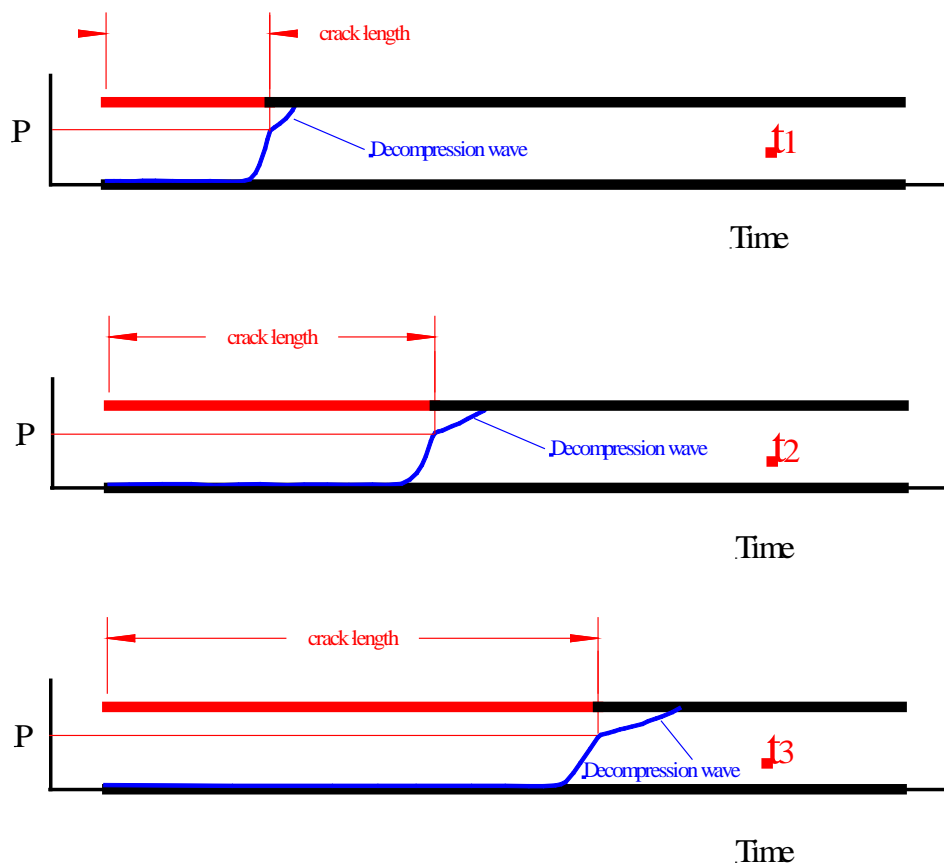 crack length
P
Decompression wave
t1
Time
crack length
P
Decompression wave
t2
Time
crack length
P
Decompression wave
t3
Time